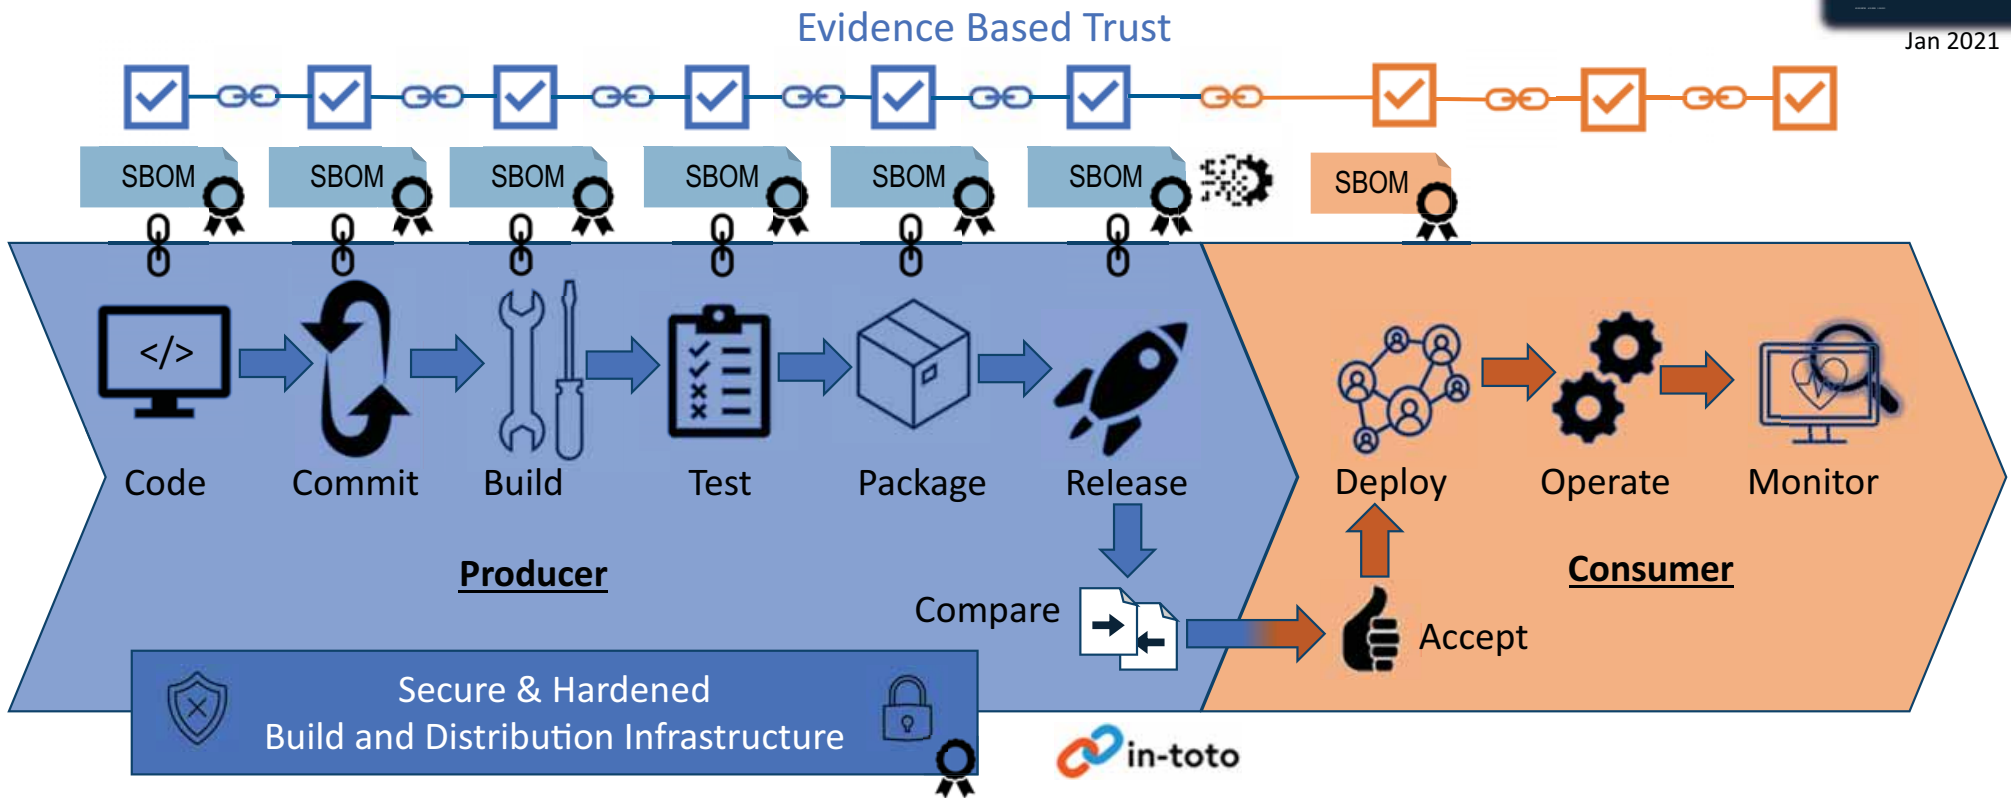 Evidence Based Trust
Jan 2021
SBOM SBOM SBOM SBOM SBOM SBOM SBOM
</>
Code Commit Build Test Package Release Deploy Operate Monitor
Producer
Consumer
Compare
Accept
Secure & Hardened
Build and Distribution Infrastructure
in-toto